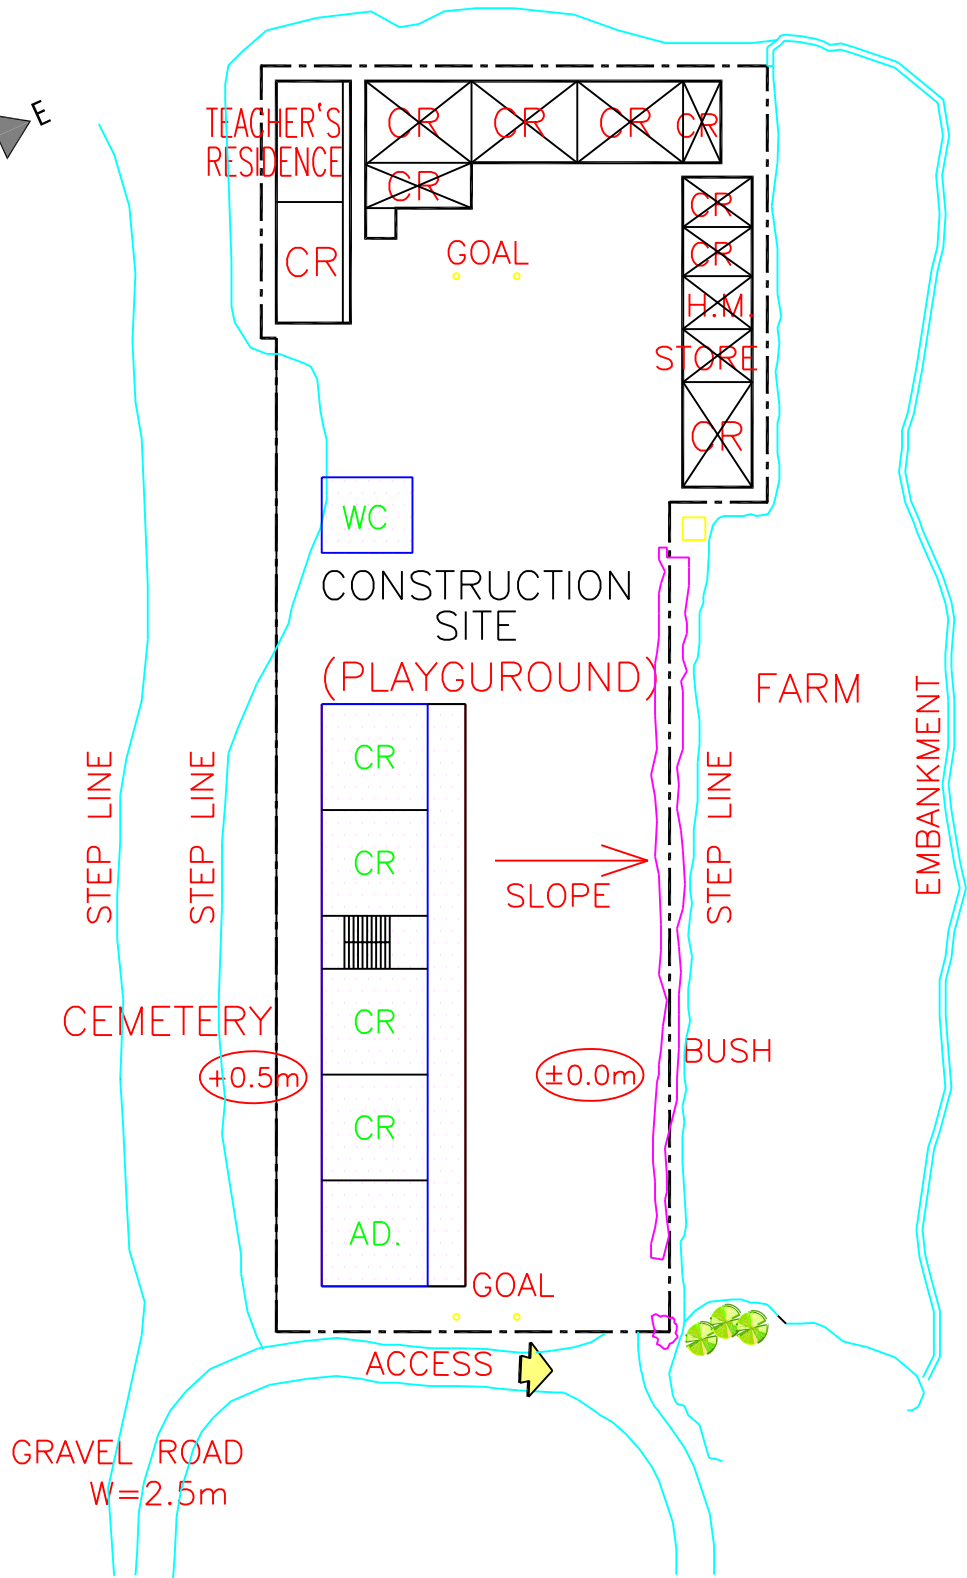 E
TEACHER'S
RESIDENCE
CR
CR
CR
CR
CR
CR
CR
CR
GOAL
H.M.
STORE
CR
WC
CONSTRUCTION
SITE
(PLAYGUROUND)
FARM
CR
STEP LINE
STEP LINE
STEP LINE
EMBANKMENT
CR
SLOPE
CEMETERY
CR
BUSH
+0.5m
±0.0m
CR
AD.
GOAL
ACCESS
GRAVEL ROAD
W=2.5m